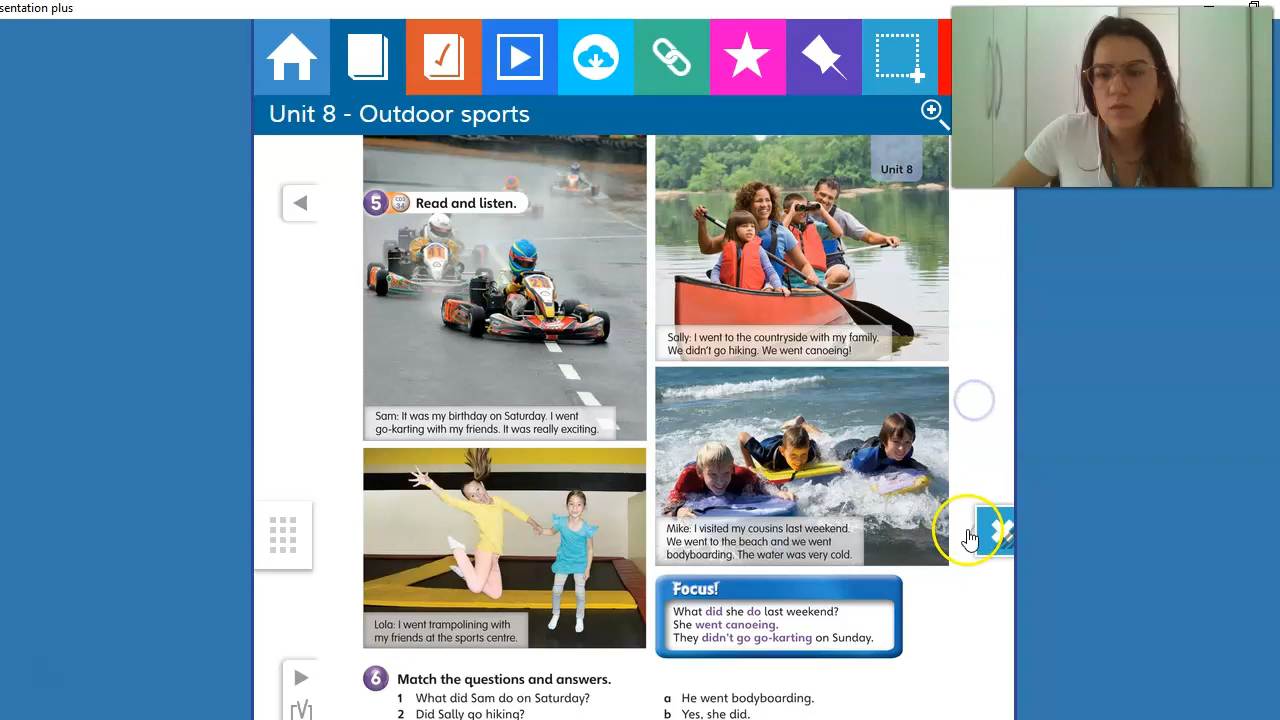 sentation plus
Unit 8 - Outdoor sports
5 CD3 34 Read and listen.
Unit 8
Sam: It was my birthday on Saturday. I went
go-karting with my friends. It was really exciting.
Sally: I went to the countryside with my family.
We didn't go hiking. We went canoeing!
Lola: I went trampolining with
my friends at the sports centre.
Mike: I visited my cousins last weekend.
We went to the beach and we went
bodyboarding. The water was very cold.
Focus!
What did she do last weekend?
She went canoeing.
They didn't go go-karting on Sunday.
6 Match the questions and answers.
1 What did Sam do on Saturday?
2 Did Sally go hiking?
a He went bodyboarding.
b Yes, she did.